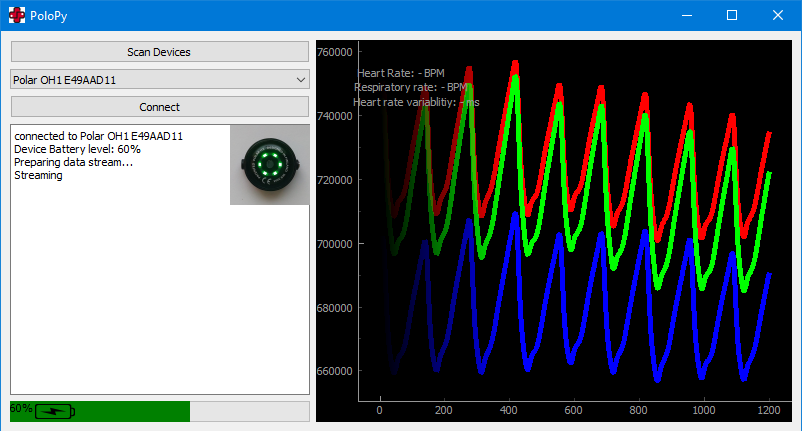 PoloPy
Scan Devices
Polar OH1 E49AAD11
Connect
connected to Polar OH1 E49AAD11
Device Battery level: 60%
Preparing data stream...
Streaming
60%
Heart Rate: - BPM
Respiratory rate: - BPM
Heart rate variablitiy: - ms
760000
740000
720000
700000
680000
660000
0
200
400
600
800
1000
1200